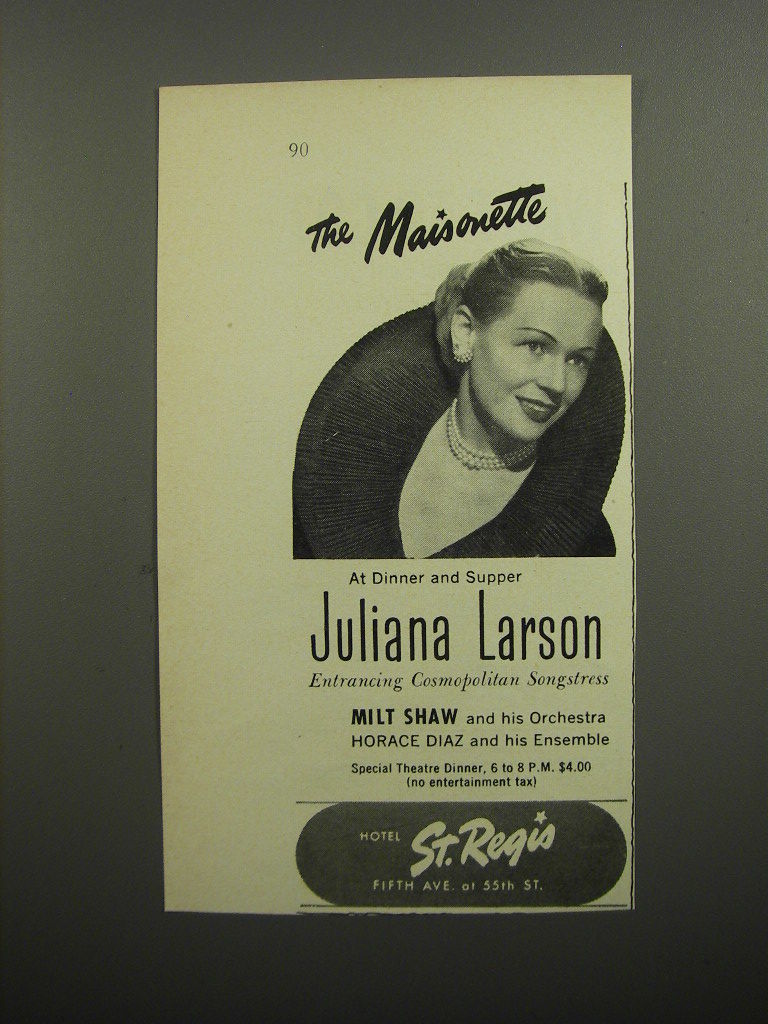 90
The Maisonette
At Dinner and Supper
Juliana Larson
Entrancing Cosmopolitan Songstress
MILT SHAW and his Orchestra
HORACE DIAZ and his Ensemble
Special Theatre Dinner, 6 to 8 P.M. $4.00
(no entertainment tax)
HOTEL St. Regis
FIFTH AVE. at 55th ST.